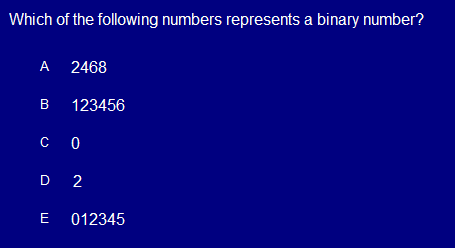 Which of the following numbers represents a binary number?
A 2468
B 123456
C 0
D 2
E 012345